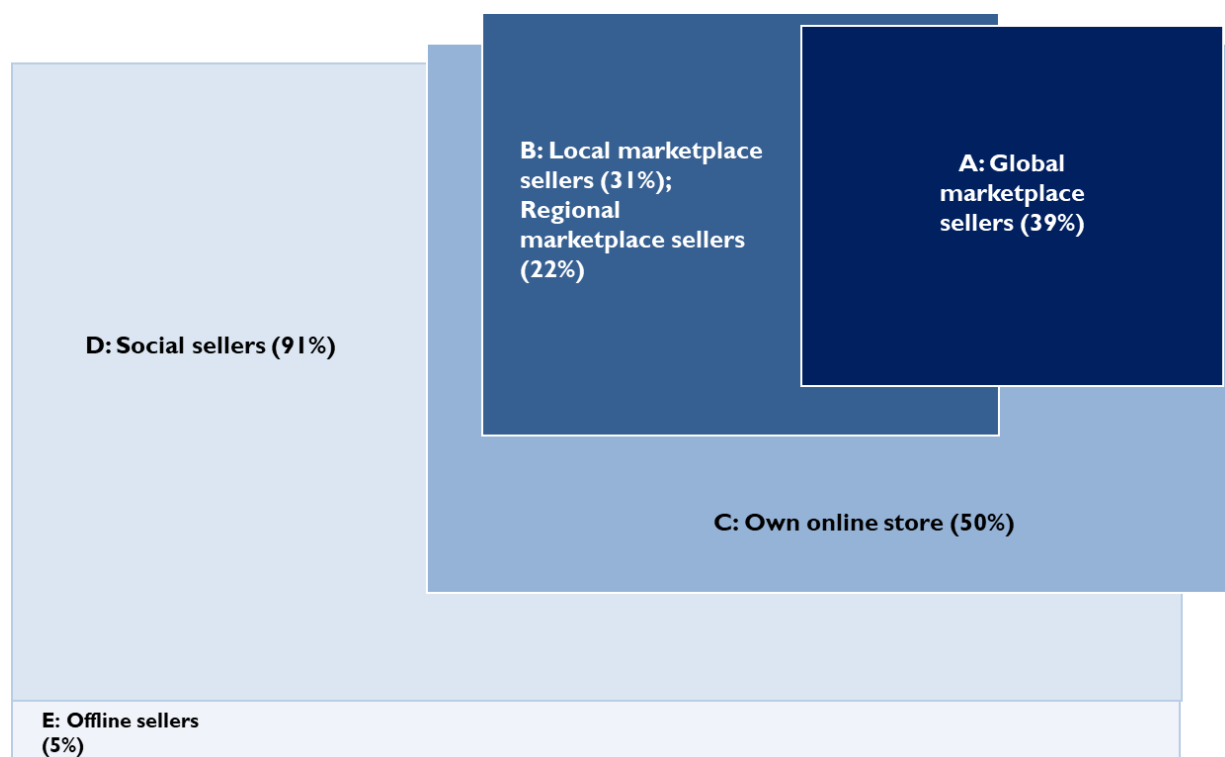 B: Local marketplace
sellers (31%);
Regional
marketplace sellers
(22%)
A: Global
marketplace
sellers (39%)
D: Social sellers (91%)
C: Own online store (50%)
E: Offline sellers
(5%)